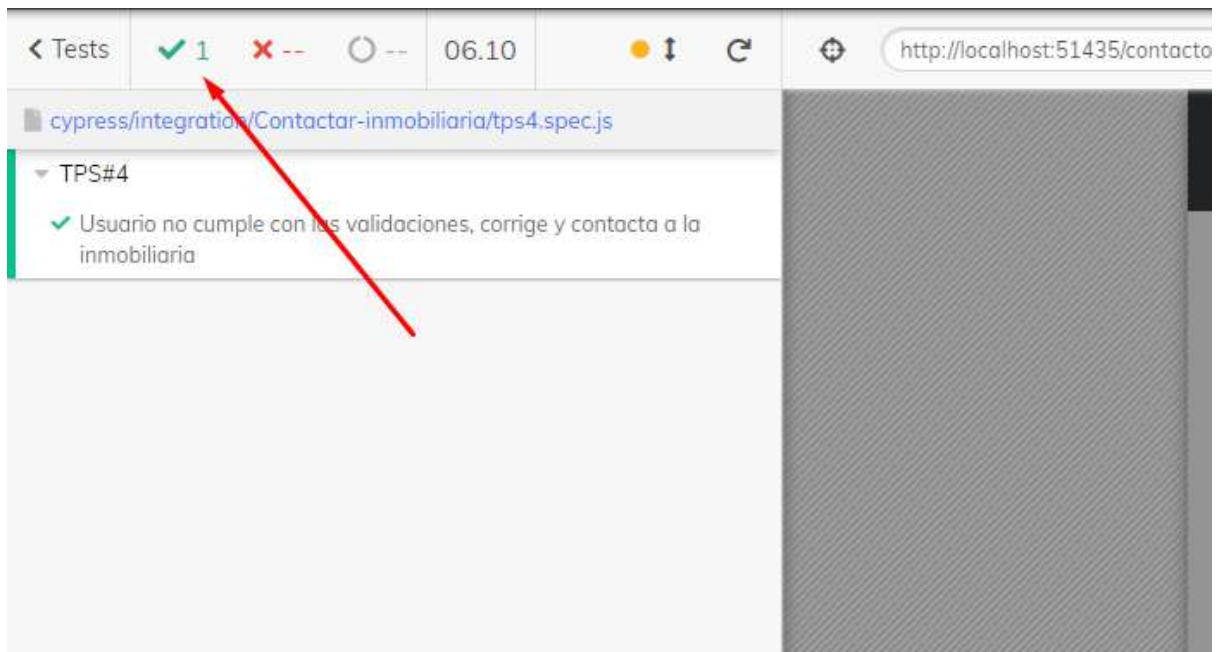 Tests 1 -- -- 06.10 http://localhost:51435/contacto
cypress/integration/Contactar-inmobiliaria/tps4.spec.js
TPS#4
Usuario no cumple con las validaciones, corrige y contacta a la
inmobiliaria